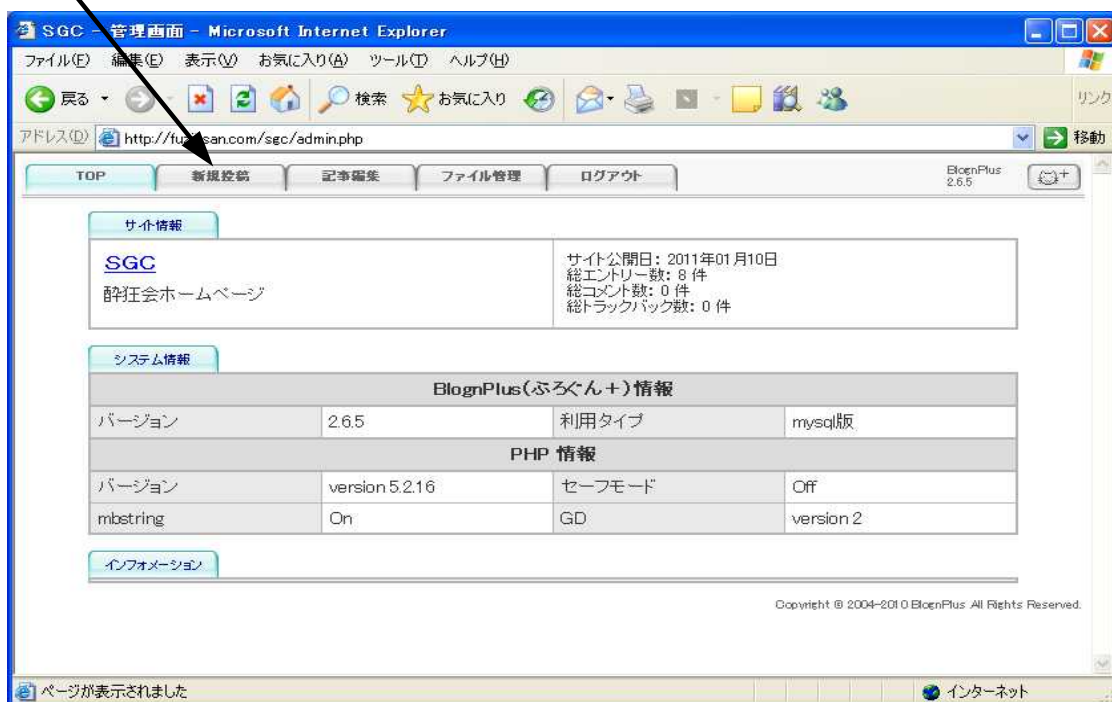 SGC - 管理画面 - Microsoft Internet Explorer
ファイル(F) 編集(E) 表示(V) お気に入り(A) ツール(T) ヘルプ(H)
戻る 検索 お気に入り リンク
アドレス(D) http://fu san.com/sgc/admin.php 移動
TOP 新規投稿 記事編集 ファイル管理 ログアウト BlognPlus
2.6.5
サイト情報
SGC
酔狂会ホームページ
サイト公開日: 2011年01月10日
総エントリー数: 8 件
総コメント数: 0 件
総トラックバック数: 0 件
システム情報
BlognPlus(ぶろぐん+)情報
バージョン 2.6.5 利用タイプ mysql版
PHP 情報
バージョン version 5.2.16 セーフモード Off
mbstring On GD version 2
インフォメーション
Copyright © 2004-2010 BlognPlus All Rights Reserved.
ページが表示されました インターネット